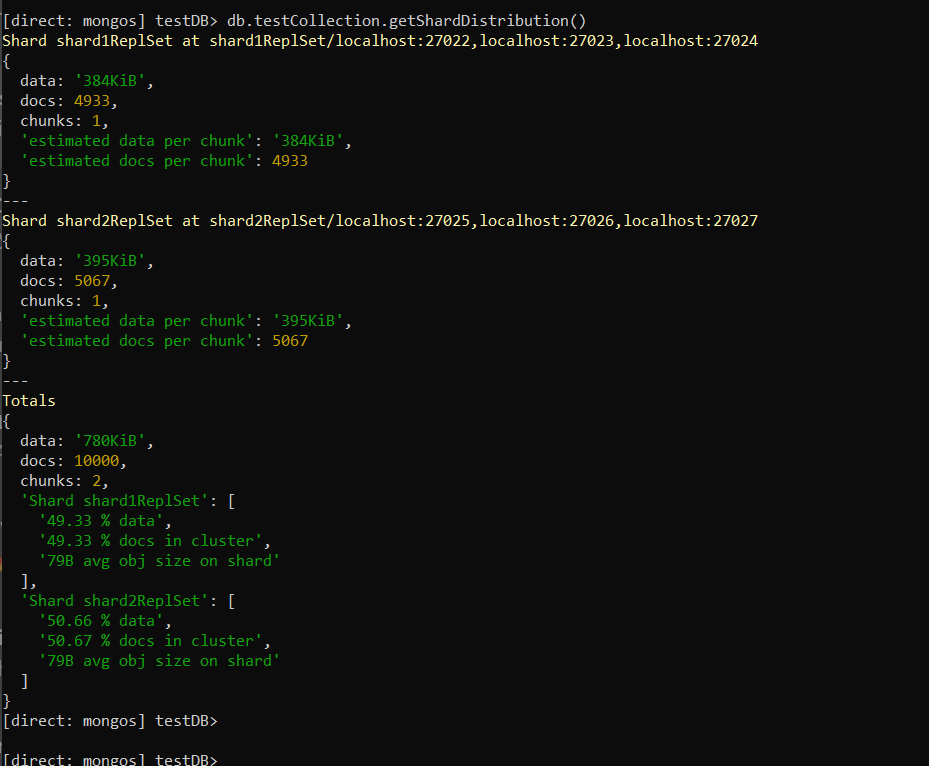 [direct: mongos] testDB> db.testCollection.getShardDistribution()
Shard shard1ReplSet at shard1ReplSet/localhost:27022,localhost:27023,localhost:27024
{
  data: '384KiB',
  docs: 4933,
  chunks: 1,
  'estimated data per chunk': '384KiB',
  'estimated docs per chunk': 4933
}
---
Shard shard2ReplSet at shard2ReplSet/localhost:27025,localhost:27026,localhost:27027
{
  data: '395KiB',
  docs: 5067,
  chunks: 1,
  'estimated data per chunk': '395KiB',
  'estimated docs per chunk': 5067
}
---
Totals
{
  data: '780KiB',
  docs: 10000,
  chunks: 2,
  'Shard shard1ReplSet': [
    '49.33 % data',
    '49.33 % docs in cluster',
    '79B avg obj size on shard'
  ],
  'Shard shard2ReplSet': [
    '50.66 % data',
    '50.67 % docs in cluster',
    '79B avg obj size on shard'
  ]
}
[direct: mongos] testDB>
[direct: mongos] testDB>